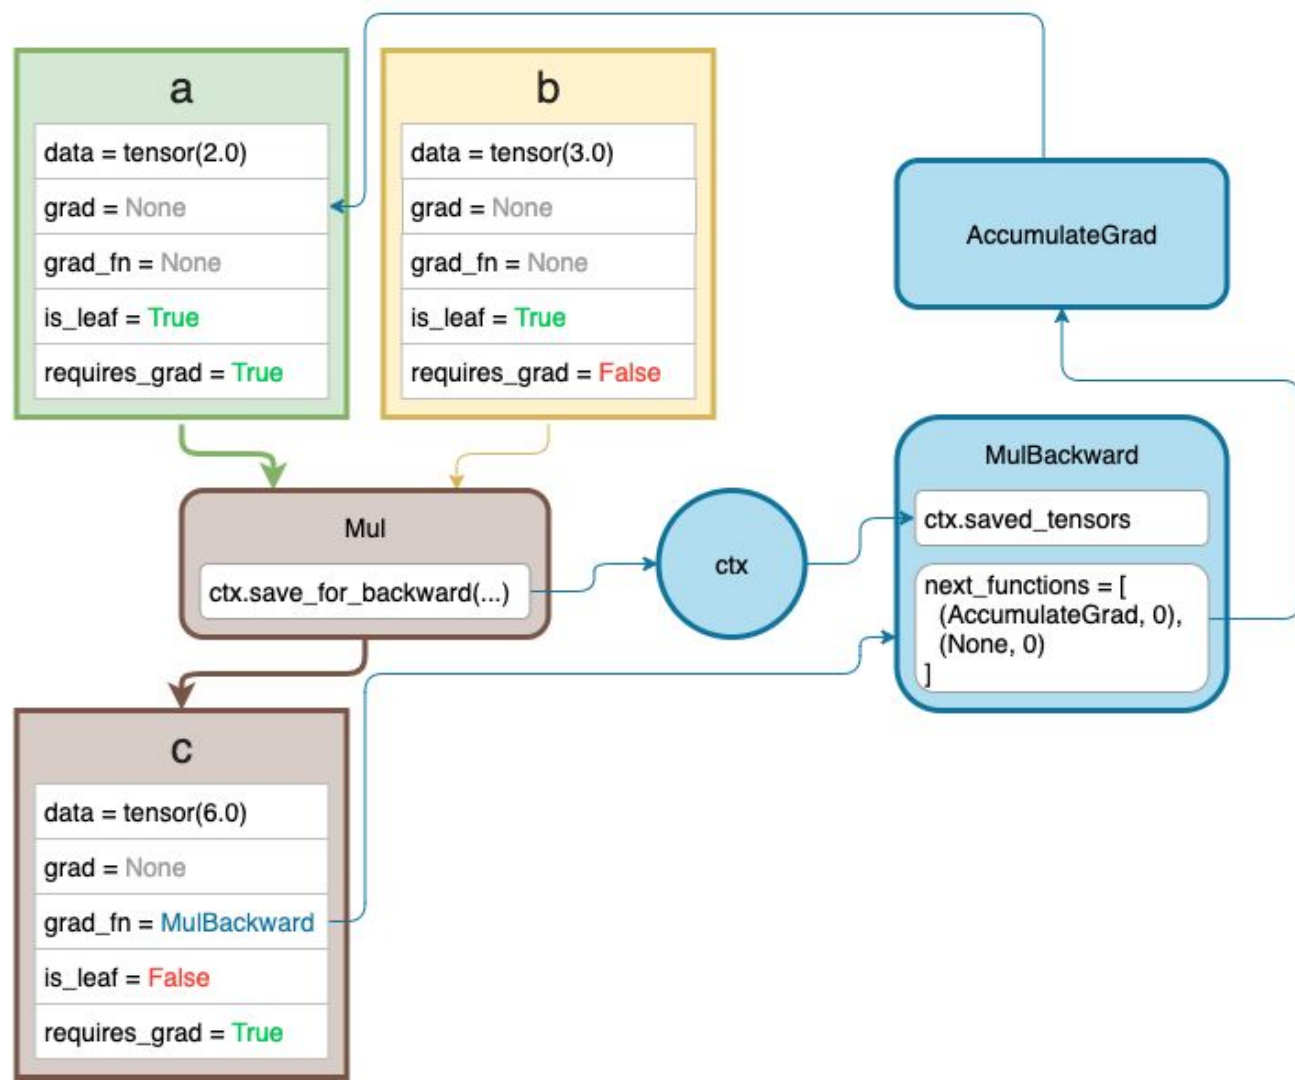 a
data = tensor(2.0)
grad = None
grad_fn = None
is_leaf = True
requires_grad = True
b
data = tensor(3.0)
grad = None
grad_fn = None
is_leaf = True
requires_grad = False
AccumulateGrad
Mul
ctx.save_for_backward(...)
ctx
MulBackward
ctx.saved_tensors
next_functions = [
(AccumulateGrad, 0),
(None, 0)
]
c
data = tensor(6.0)
grad = None
grad_fn = MulBackward
is_leaf = False
requires_grad = True